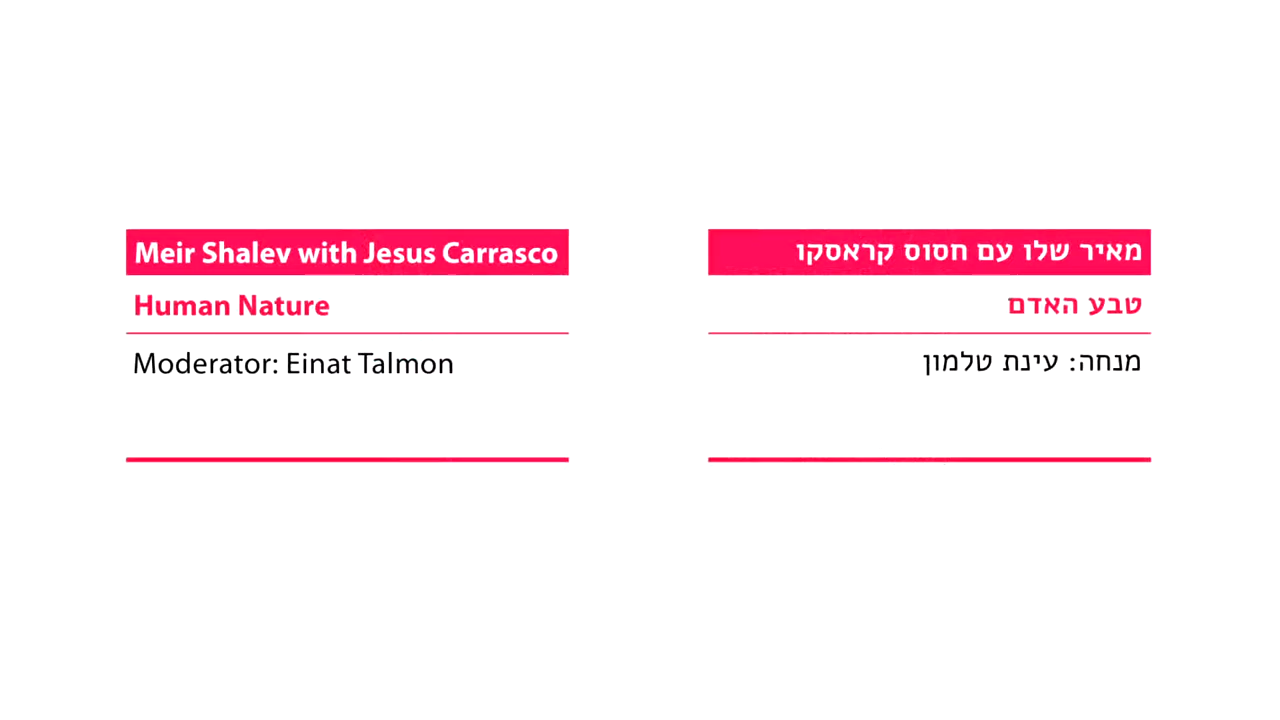 Meir Shalev with Jesus Carrasco
Human Nature
Moderator: Einat Talmon
מאיר שלו עם חסוס קראסקו
טבע האדם
מנחה: עינת טלמון